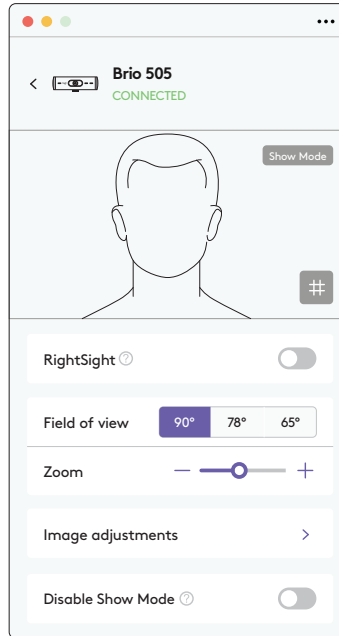 Brio 505
CONNECTED
Show Mode
RightSight
Field of view 90° 78° 65°
Zoom
Image adjustments
Disable Show Mode